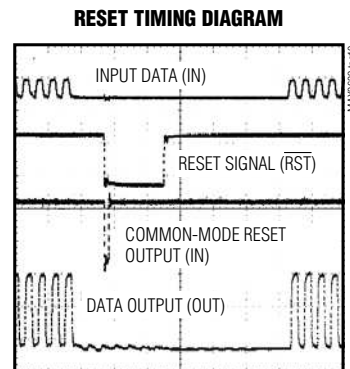 RESET TIMING DIAGRAM
INPUT DATA (IN)
RESET SIGNAL (RST)
COMMON-MODE RESET
OUTPUT (IN)
DATA OUTPUT (OUT)